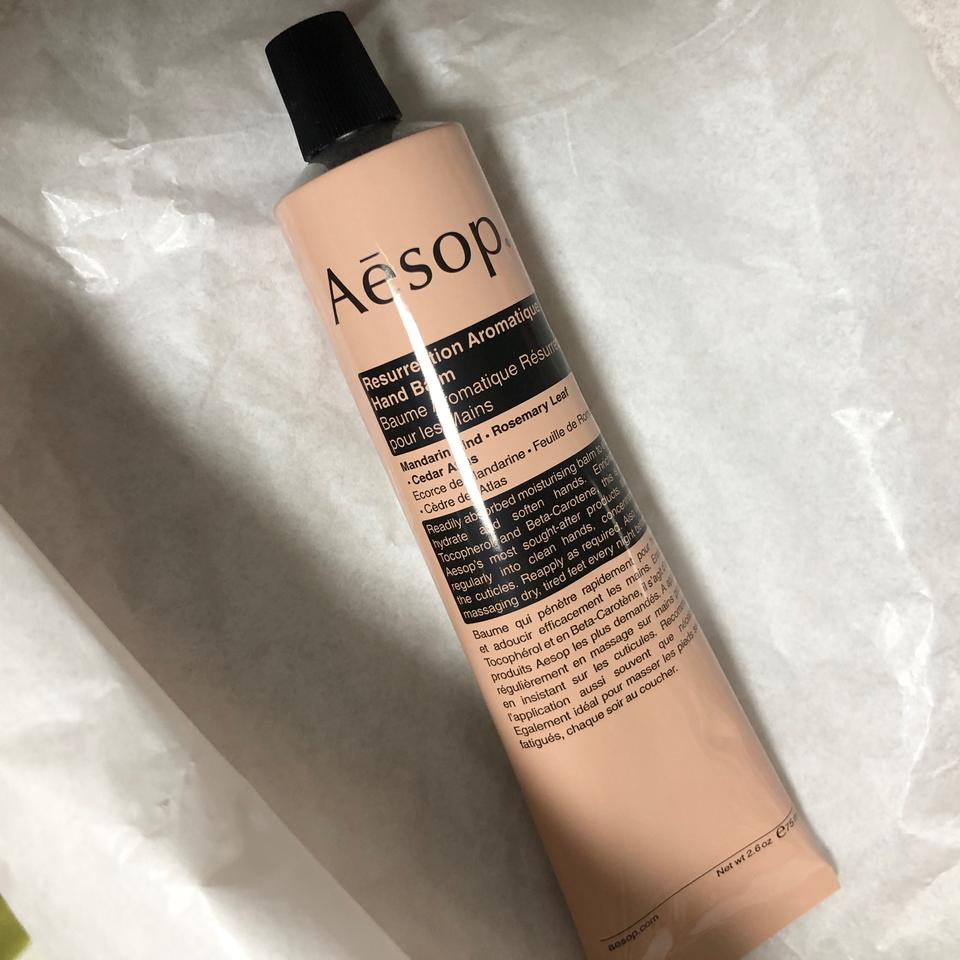 Aēsop.
Resurrection Aromatique
Hand Balm
Baume Aromatique
pour les Mains
Mandarin Rind • Rosemary Leaf
• Cedar Atlas
Ecorce de Mandarine • Feuille de
• Cèdre de l'Atlas
Readily absorbed moisturising balm to
hydrate and soften hands.
Tocopherol and Beta-Carotene, this
Aesop's most sought-after products.
regularly into clean hands,
the cuticles. Reapply as required. Also
massaging dry, tired feet every night
Baume qui pénètre rapidement pour
et adoucir efficacement les mains.
Tocophérol et en Beta-Carotène, il s'agit
produits Aesop les plus demandés. A
régulièrement en massage sur mains
en insistant sur les cuticules.
l'application aussi souvent que
Egalement idéal pour masser les pieds
fatigués, chaque soir au coucher.
Net wt 2.6 oz ℮75
aesop.com